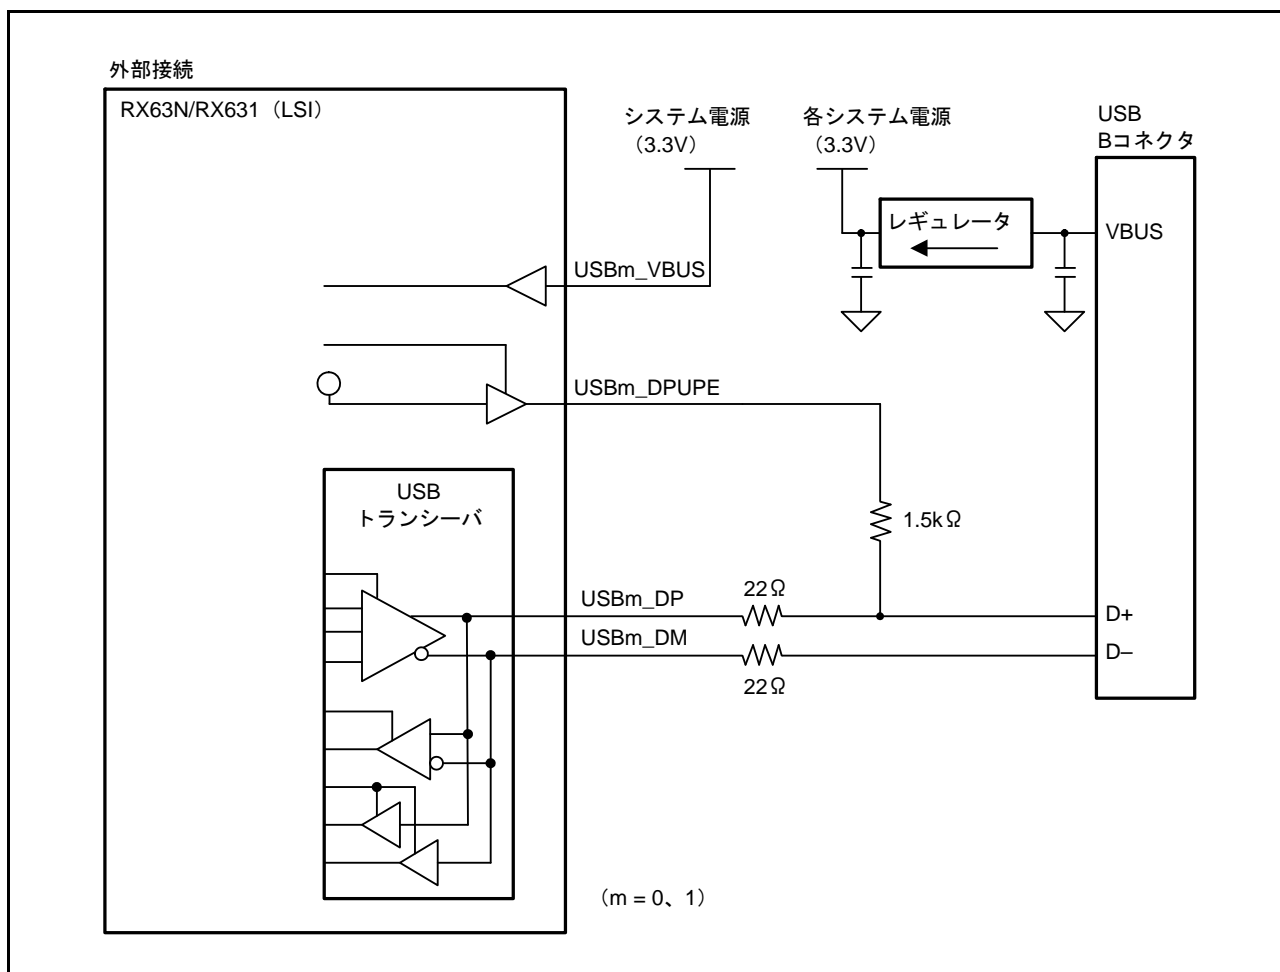 外部接続
RX63N/RX631（LSI）
システム電源
（3.3V）
各システム電源
（3.3V）
USB
Bコネクタ
レギュレータ
VBUS
USBm_VBUS
USBm_DPUPE
USB
トランシーバ
1.5kΩ
USBm_DP
22Ω
D+
USBm_DM
22Ω
D–
（m = 0、1）